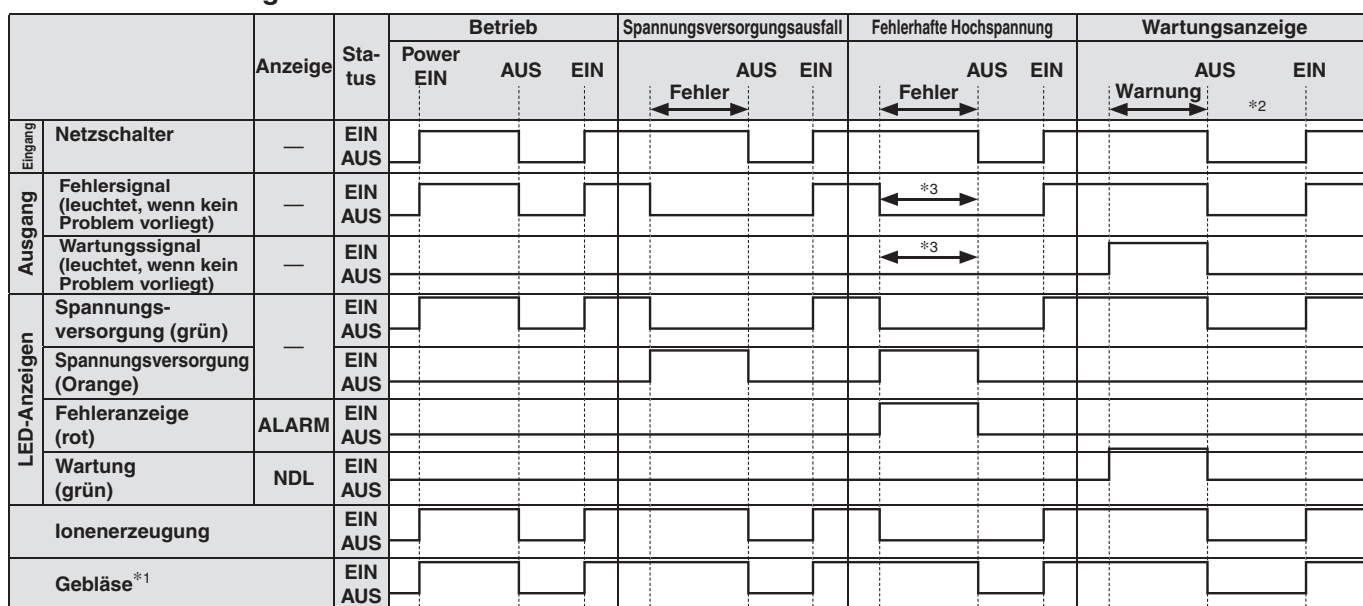 Betrieb Spannungsversorgungsausfall Fehlerhafte Hochspannung Wartungsanzeige
Anzeige Sta-
tus Power
EIN AUS EIN Fehler AUS EIN Fehler AUS EIN Warnung AUS *2 EIN
Eingang
Netzschalter — EIN
AUS
Ausgang
Fehlersignal
(leuchtet, wenn kein
Problem vorliegt) — EIN
AUS *3
Wartungssignal
(leuchtet, wenn kein
Problem vorliegt) — EIN
AUS *3
LED-Anzeigen
Spannungs-
versorgung (grün) EIN
AUS
—
Spannungsversorgung
(Orange) EIN
AUS
Fehleranzeige
(rot) ALARM EIN
AUS
Wartung
(grün) NDL EIN
AUS
Ionenerzeugung EIN
AUS
Gebläse*1 EIN
AUS